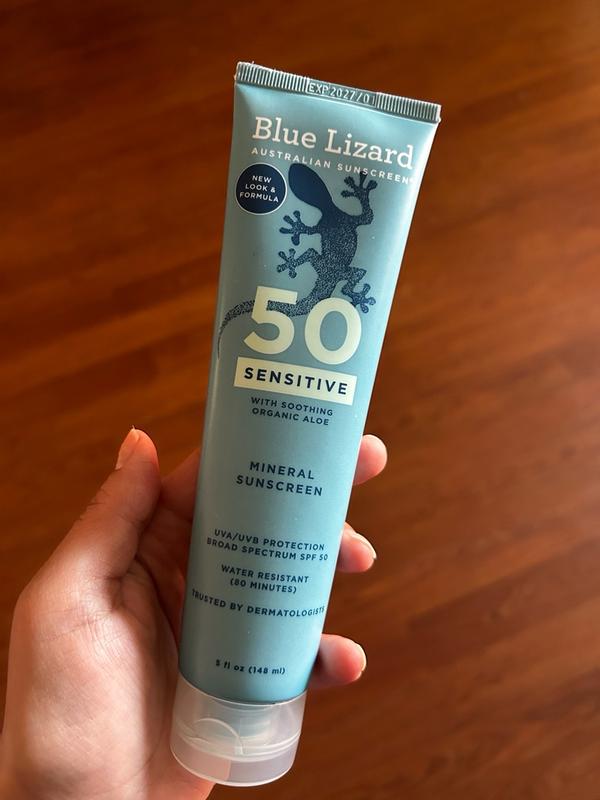 EXP 2027/0
Blue Lizard
AUSTRALIAN SUNSCREEN
NEW
LOOK &
FORMULA
50
SENSITIVE
WITH SOOTHING
ORGANIC ALOE
MINERAL
SUNSCREEN
UVA/UVB PROTECTION
BROAD SPECTRUM SPF 50
WATER RESISTANT
(80 MINUTES)
TRUSTED BY DERMATOLOGISTS
5 fl oz (148 ml)